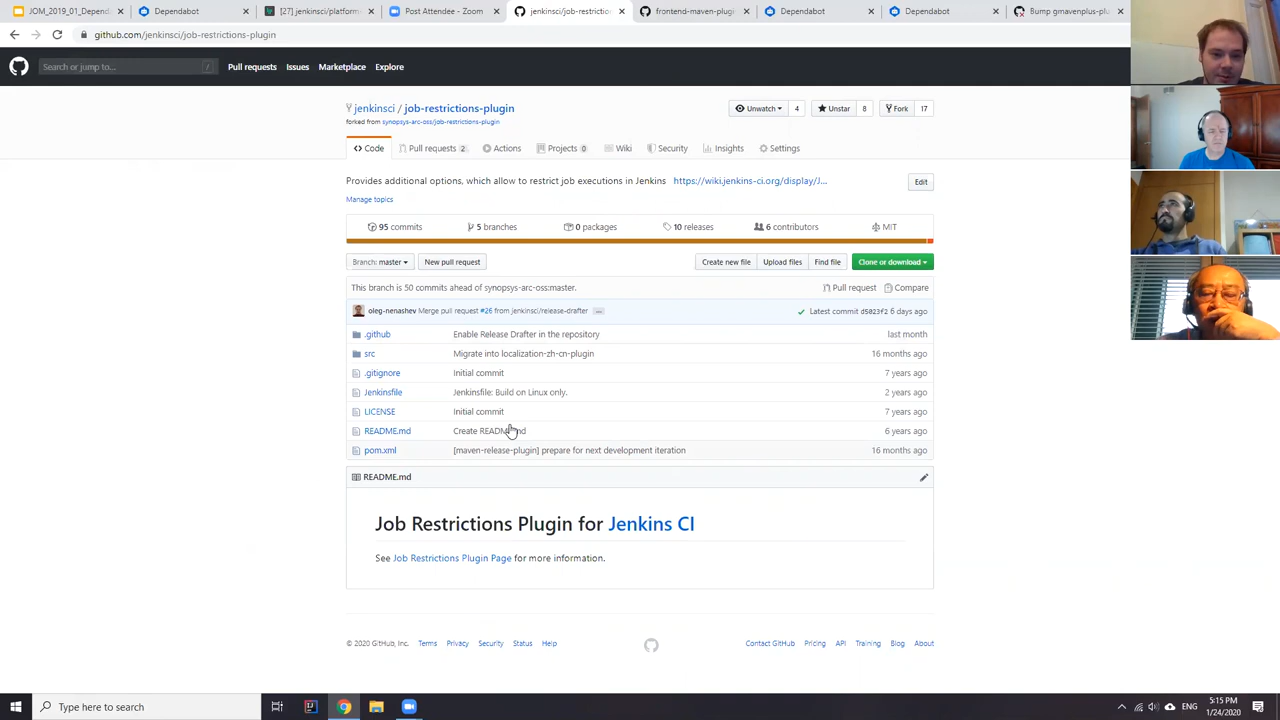 JOM_2019_01_Depend
Dependabot
[27] jenkinsci/platform-
Post Attendee - Zoom
jenkinsci/job-restrictio
frontend-maven-plugin
Dependabot
Dependabot
Bump gmavenplus-plu
github.com/jenkinsci/job-restrictions-plugin
Search or jump to...
/
Pull requests
Issues
Marketplace
Explore
jenkinsci / job-restrictions-plugin
Unwatch 4
Unstar 8
Fork 17
forked from synopsys-arc-oss/job-restrictions-plugin
Code
Pull requests 2
Actions
Projects 0
Wiki
Security
Insights
Settings
Provides additional options, which allow to restrict job executions in Jenkins https://wiki.jenkins-ci.org/display/J...
Edit
Manage topics
95 commits
5 branches
0 packages
10 releases
6 contributors
MIT
Branch: master
New pull request
Create new file
Upload files
Find file
Clone or download
This branch is 50 commits ahead of synopsys-arc-oss:master.
Pull request
Compare
oleg-nenashev Merge pull request #26 from jenkinsci/release-drafter ...
Latest commit d5023f2 6 days ago
.github Enable Release Drafter in the repository last month
src Migrate into localization-zh-cn-plugin 16 months ago
.gitignore Initial commit 7 years ago
Jenkinsfile Jenkinsfile: Build on Linux only. 2 years ago
LICENSE Initial commit 7 years ago
README.md Create README.md 6 years ago
pom.xml [maven-release-plugin] prepare for next development iteration 16 months ago
README.md
Job Restrictions Plugin for Jenkins CI
See Job Restrictions Plugin Page for more information.
© 2020 GitHub, Inc.
Terms
Privacy
Security
Status
Help
Contact GitHub
Pricing
API
Training
Blog
About
Type here to search
ENG
5:15 PM
1/24/2020